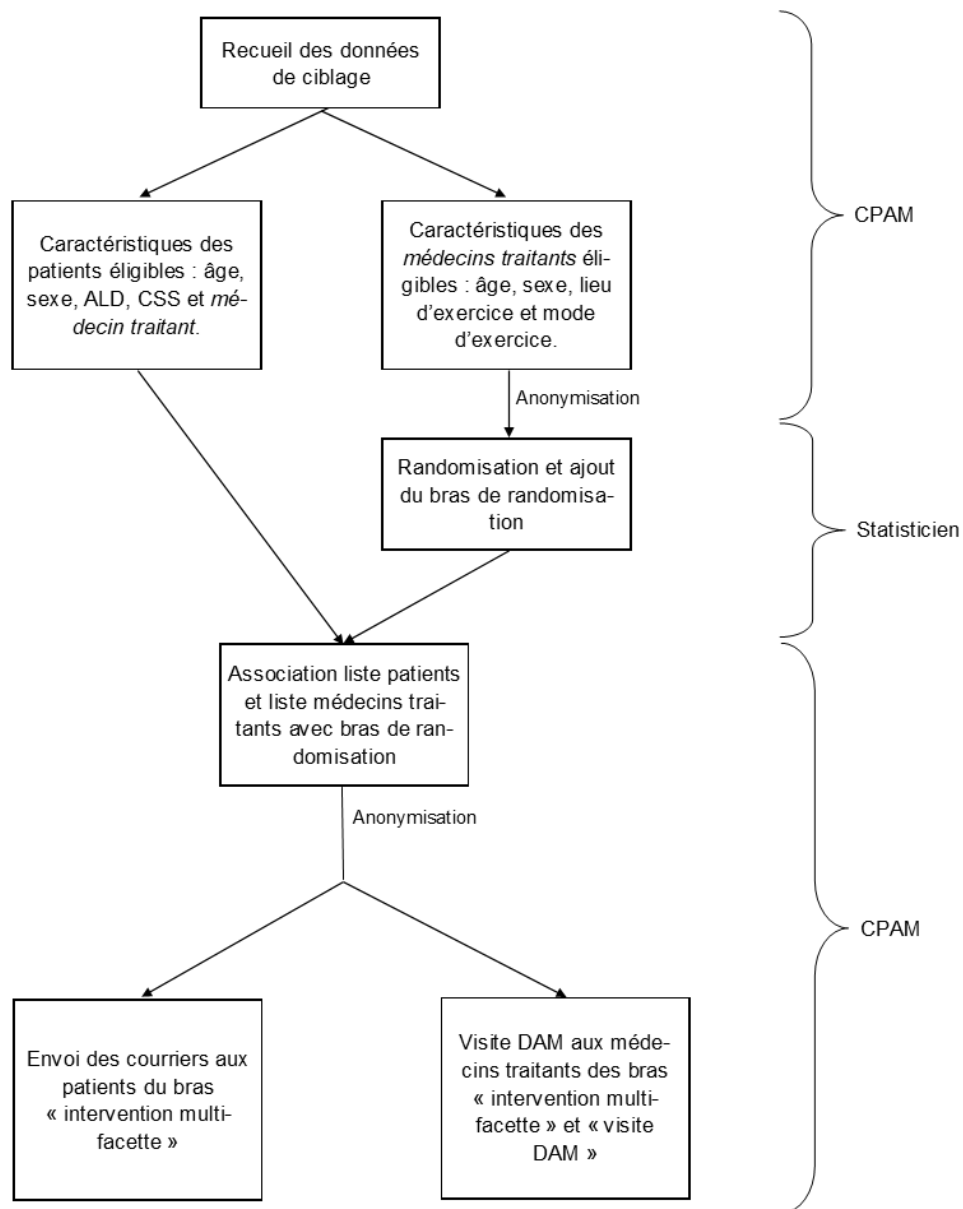 Recueil des données
de ciblage
Caractéristiques des
patients éligibles : âge,
sexe, ALD, CSS et mé-
decin traitant.
Caractéristiques des
médecins traitants éli-
gibles : âge, sexe, lieu
d'exercice et mode
d'exercice.
CPAM
Anonymisation
Randomisation et ajout
du bras de randomisa-
tion
Statisticien
Association liste patients
et liste médecins trai-
tants avec bras de ran-
domisation
Anonymisation
CPAM
Envoi des courriers aux
patients du bras
« intervention multi-
facette »
Visite DAM aux méde-
cins traitants des bras
« intervention multi-
facette » et « visite
DAM »